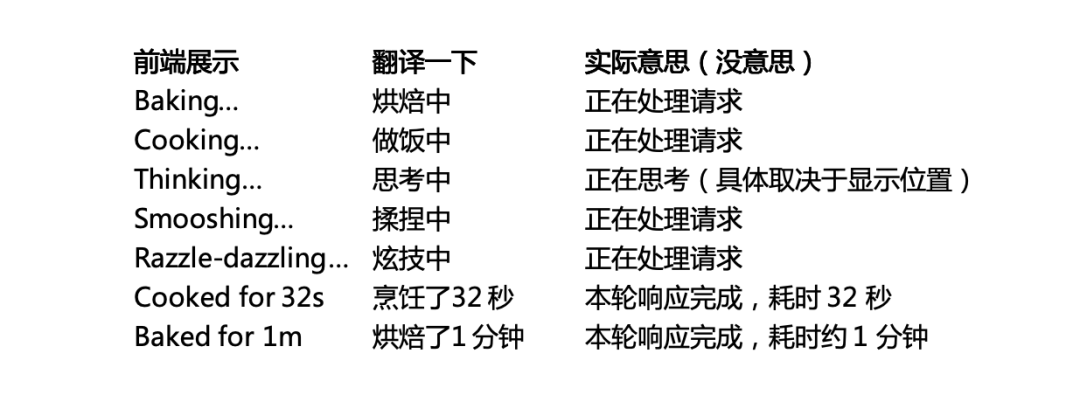 前端展示 翻译一下 实际意思（没意思）
Baking... 烘焙中 正在处理请求
Cooking... 做饭中 正在处理请求
Thinking... 思考中 正在思考（具体取决于显示位置）
Smooshing... 揉捏中 正在处理请求
Razzle-dazzling... 炫技中 正在处理请求
Cooked for 32s 烹饪了32 秒 本轮响应完成，耗时 32 秒
Baked for 1m 烘焙了1 分钟 本轮响应完成，耗时约 1 分钟